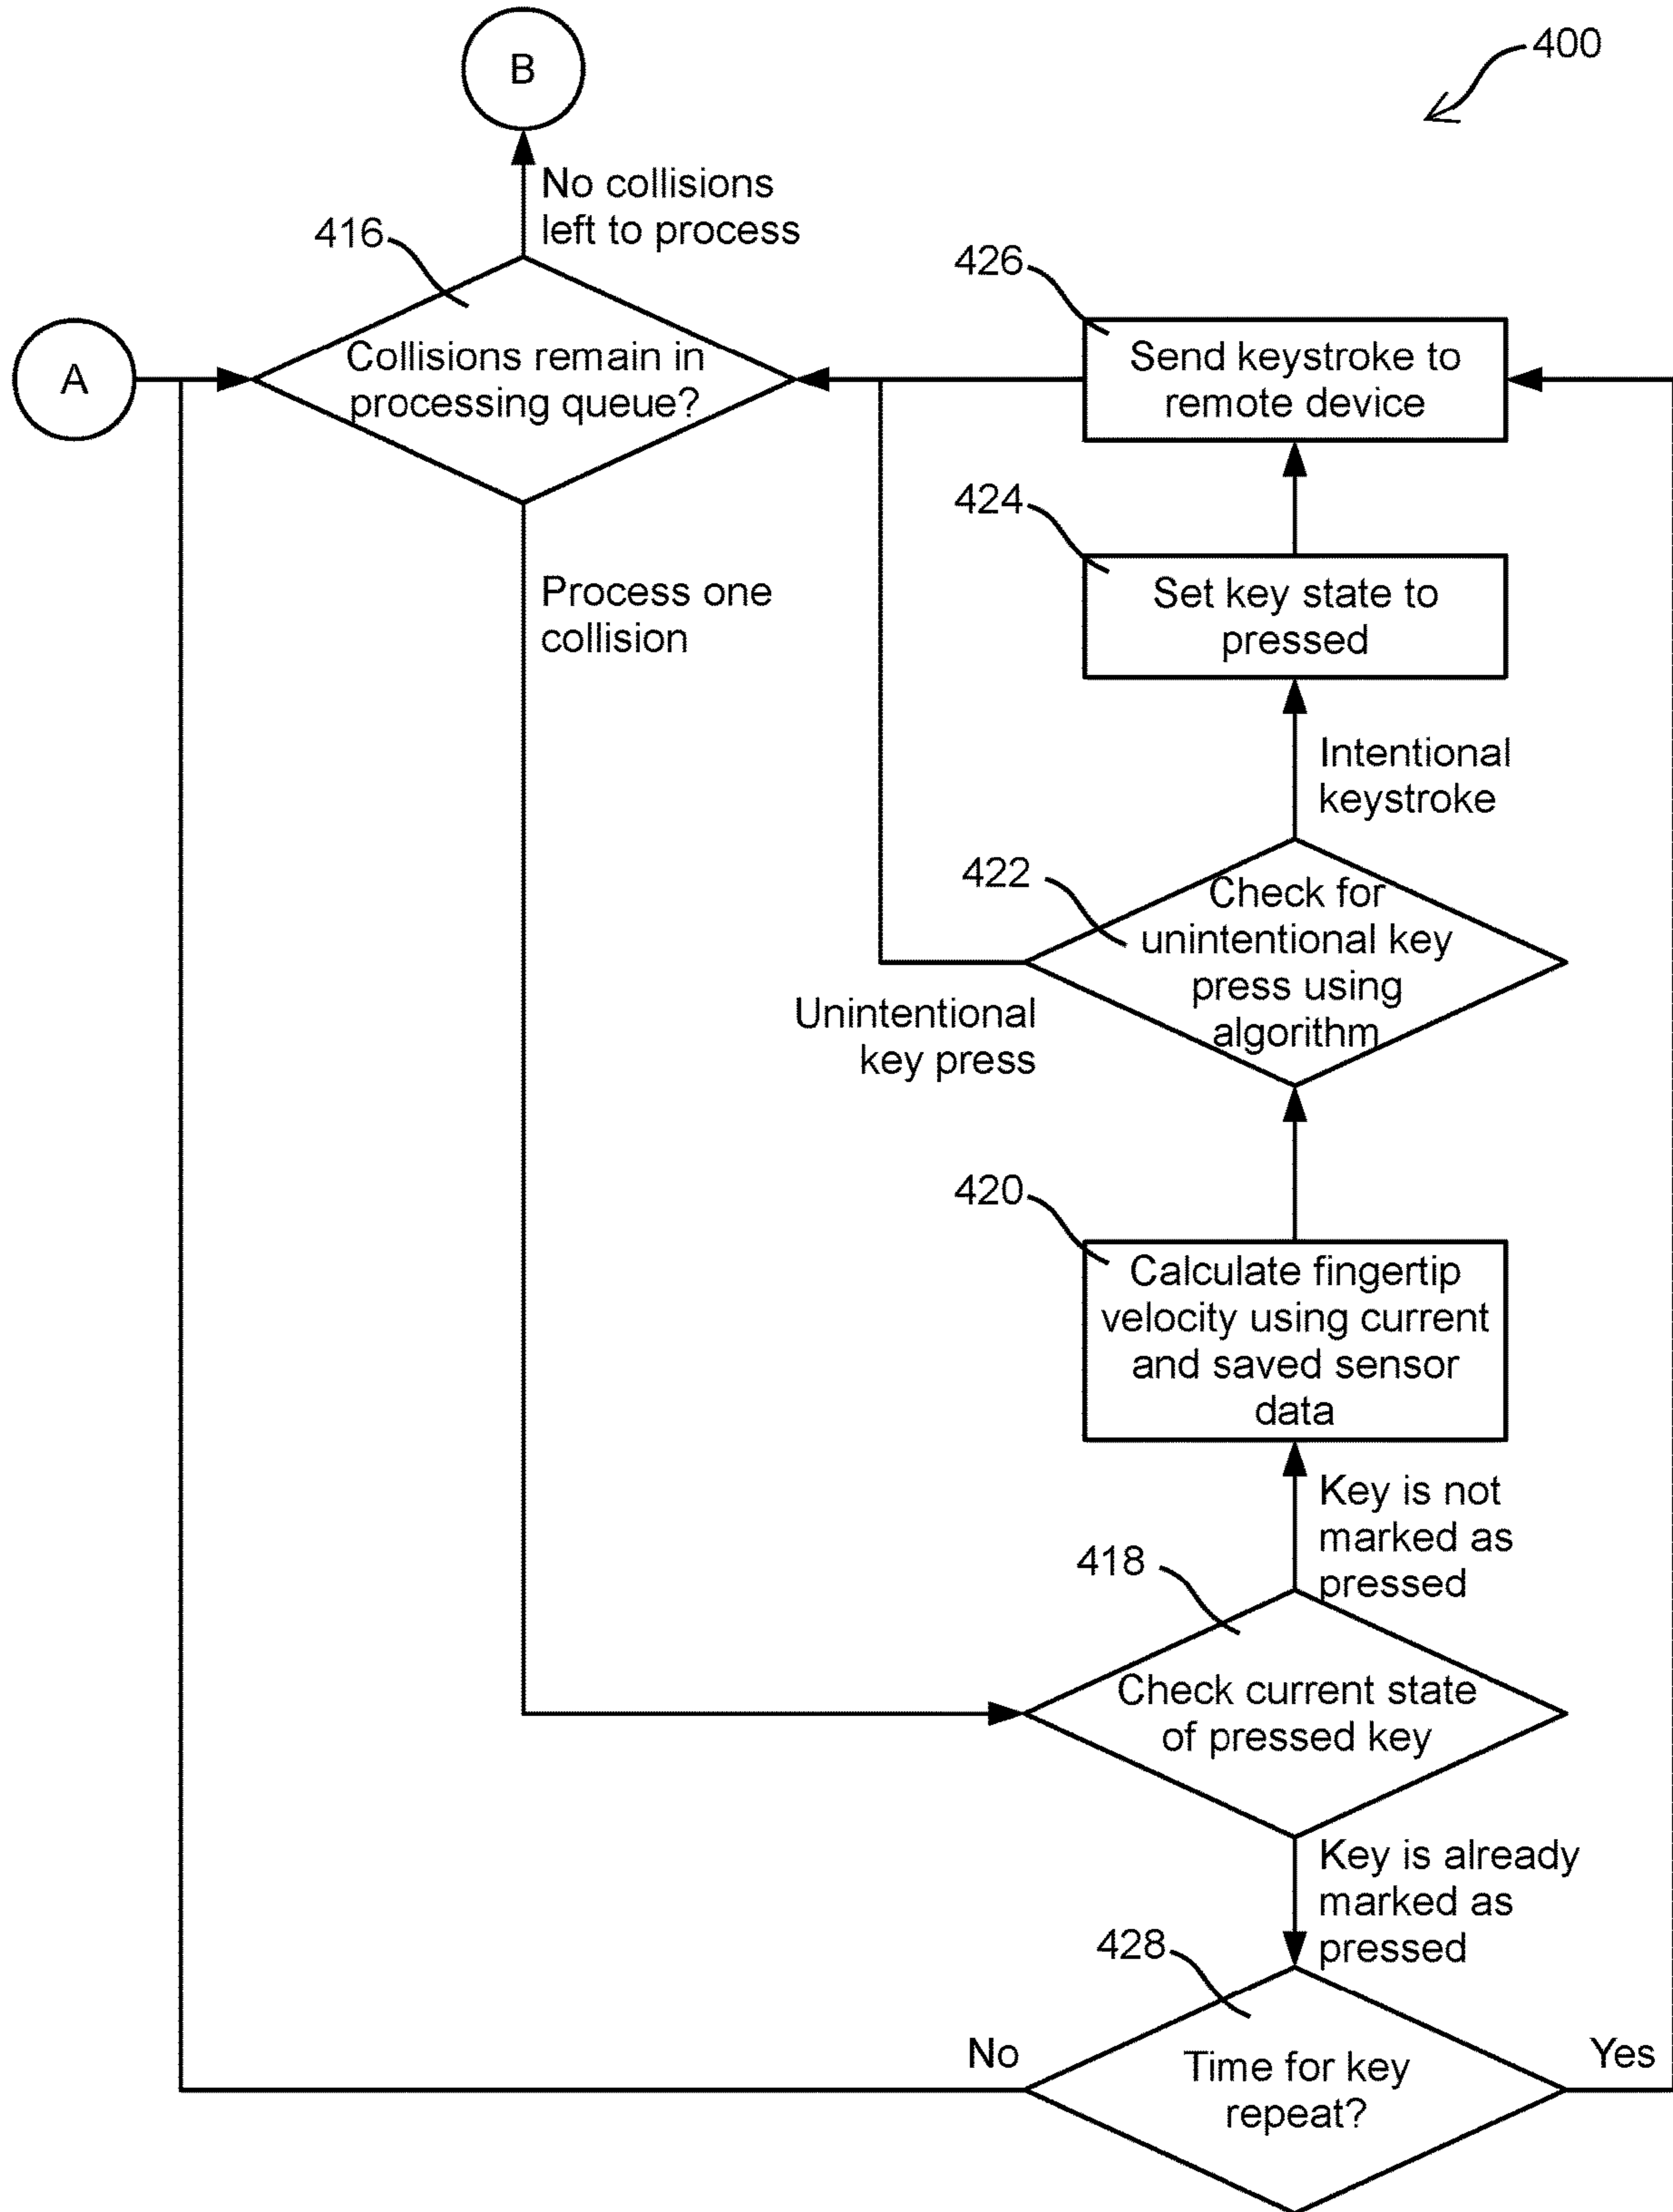 B
400
No collisions
left to process
416
426
A
Collisions remain in
processing queue?
Send keystroke to
remote device
424
Process one
collision
Set key state to
pressed
Intentional
keystroke
422
Check for
unintentional key
press using
algorithm
Unintentional
key press
420
Calculate fingertip
velocity using current
and saved sensor
data
Key is not
marked as
pressed
418
Check current state
of pressed key
Key is already
marked as
pressed
428
No
Time for key
repeat?
Yes